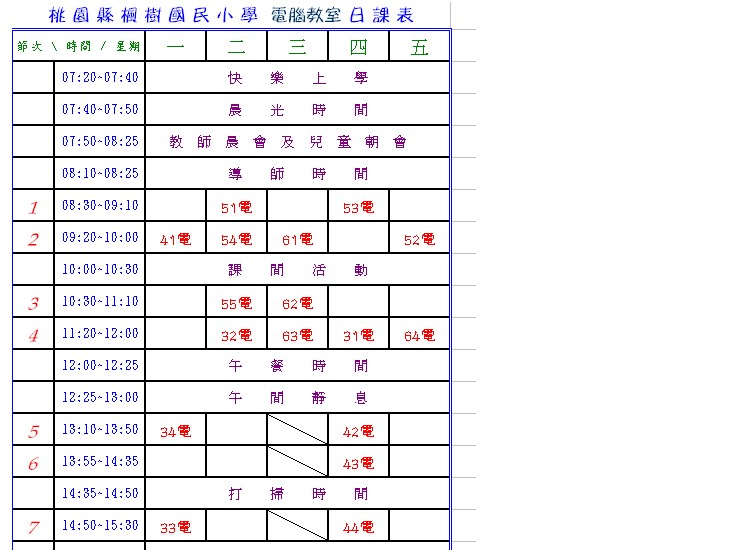 桃園縣楓樹國民小學 電腦教室 日課表
節次 \ 時間 / 星期 一 二 三 四 五
07:20~07:40 快樂上學
07:40~07:50 晨光時間
07:50~08:25 教師晨會及兒童朝會
08:10~08:25 導師時間
1 08:30~09:10 51電 53電
2 09:20~10:00 41電 54電 61電 52電
10:00~10:30 課間活動
3 10:30~11:10 55電 62電
4 11:20~12:00 32電 63電 31電 64電
12:00~12:25 午餐時間
12:25~13:00 午間靜息
5 13:10~13:50 34電 42電
6 13:55~14:35 43電
14:35~14:50 打掃時間
7 14:50~15:30 33電 44電